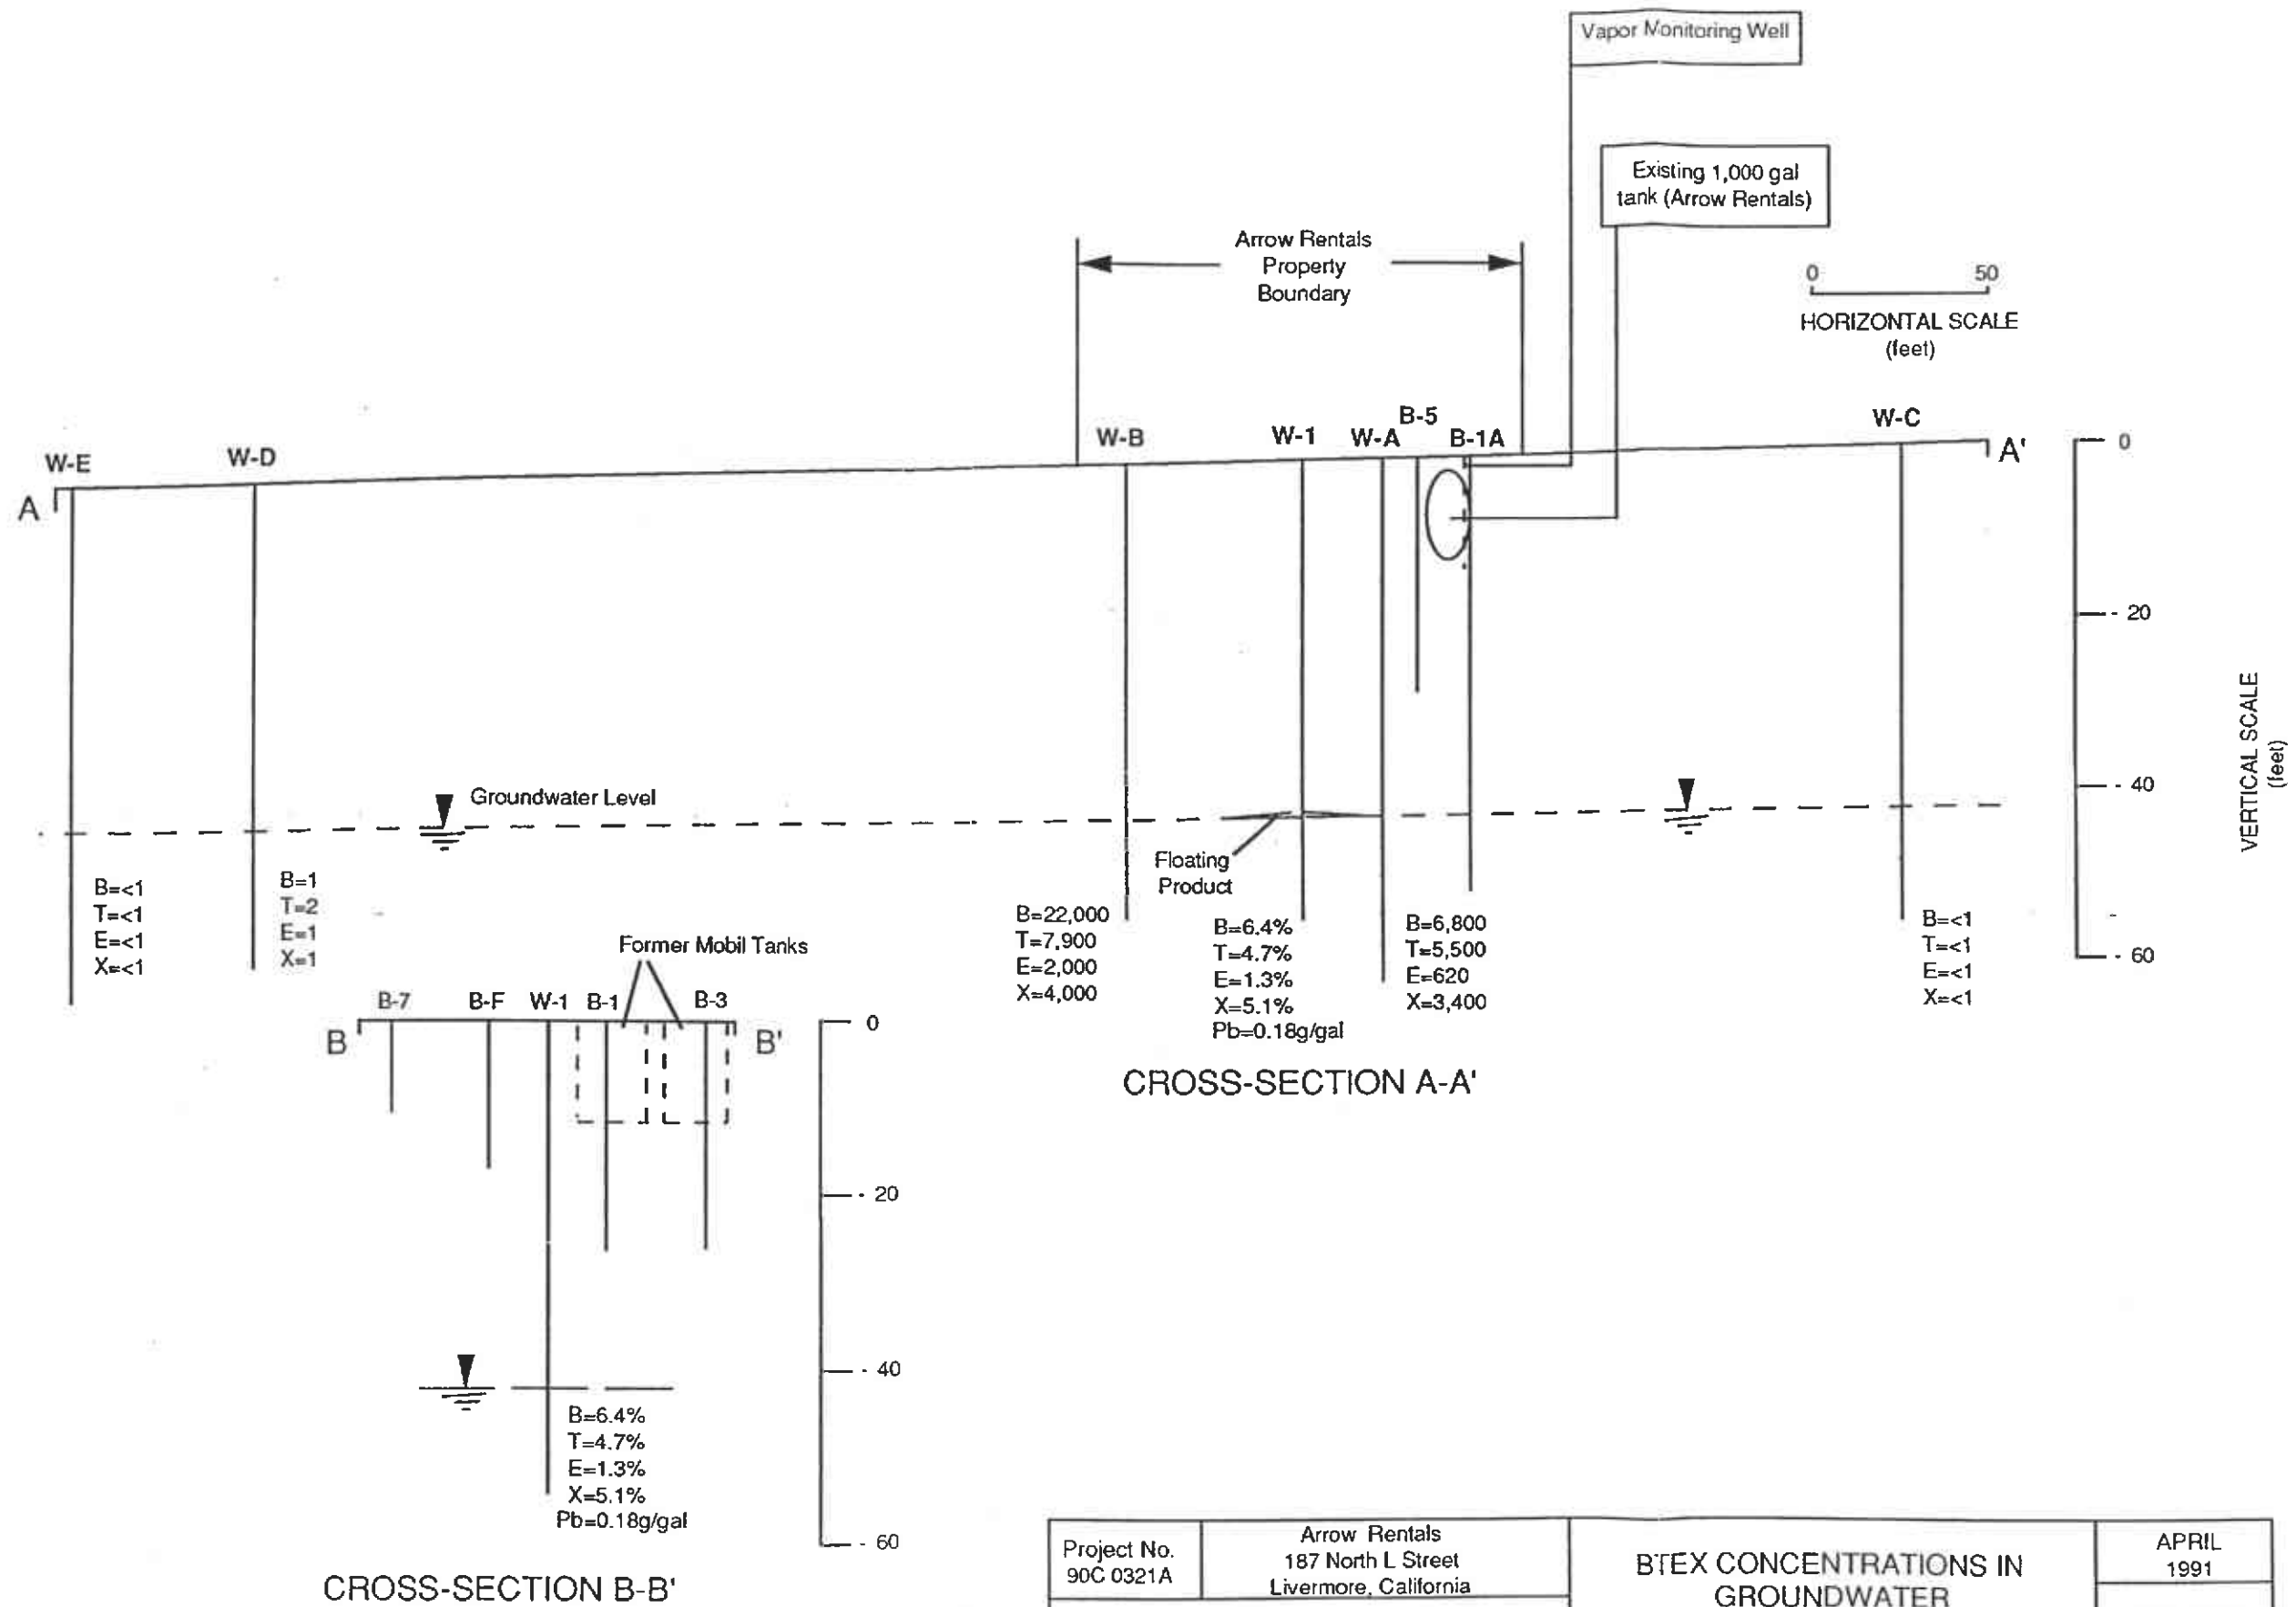 Vapor Monitoring Well
Existing 1,000 gal
tank (Arrow Rentals)
Arrow Rentals
Property
Boundary
0 50
HORIZONTAL SCALE
(feet)
W-E
W-D
W-B
W-1
W-A
B-5
B-1A
W-C
A
A'
0
- 20
- 40
- 60
VERTICAL SCALE
(feet)
Groundwater Level
Floating
Product
B=<1
T=<1
E=<1
X=<1
B=1
T=2
E=1
X=1
B=22,000
T=7,900
E=2,000
X=4,000
B=6.4%
T=4.7%
E=1.3%
X=5.1%
Pb=0.18g/gal
B=6,800
T=5,500
E=620
X=3,400
B=<1
T=<1
E=<1
X=<1
CROSS-SECTION A-A'
Former Mobil Tanks
B-7
B-F
W-1
B-1
B-3
B
B'
0
- 20
- 40
- 60
B=6.4%
T=4.7%
E=1.3%
X=5.1%
Pb=0.18g/gal
CROSS-SECTION B-B'
Project No.
90C 0321A
Arrow Rentals
187 North L Street
Livermore, California
BTEX CONCENTRATIONS IN
GROUNDWATER
APRIL
1991